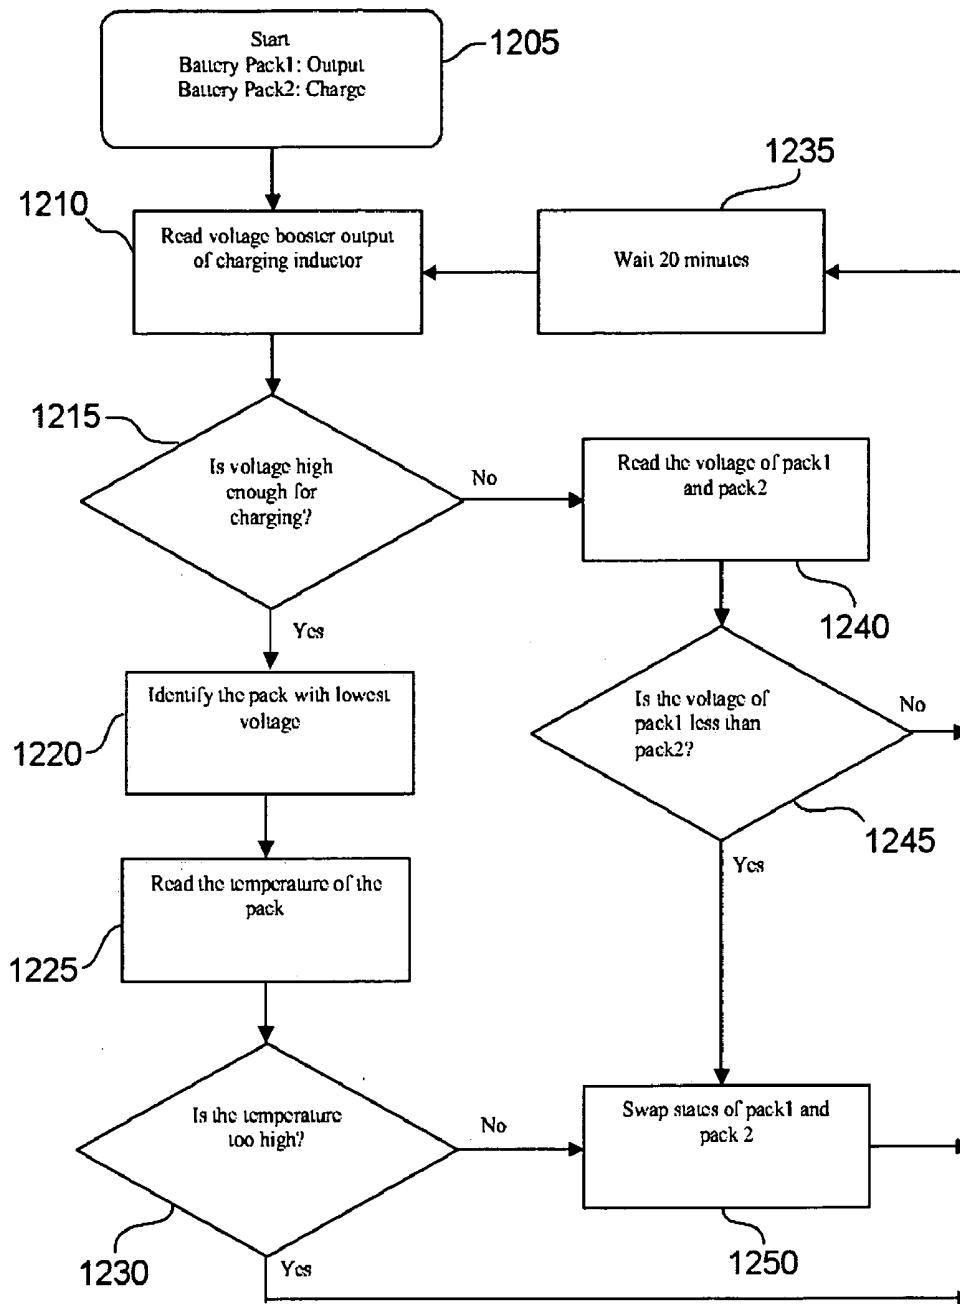 Start
Battery Pack1: Output
Battery Pack2: Charge
1205
1235
1210
Read voltage booster output
of charging inductor
Wait 20 minutes
1215
Is voltage high
enough for
charging?
No
Read the voltage of pack1
and pack2
1240
Yes
Identify the pack with lowest
voltage
1220
Is the voltage of
pack1 less than
pack2?
No
1245
Yes
Read the temperature of the
pack
1225
Is the temperature
too high?
No
Swap states of pack1 and
pack 2
1230
Yes
1250